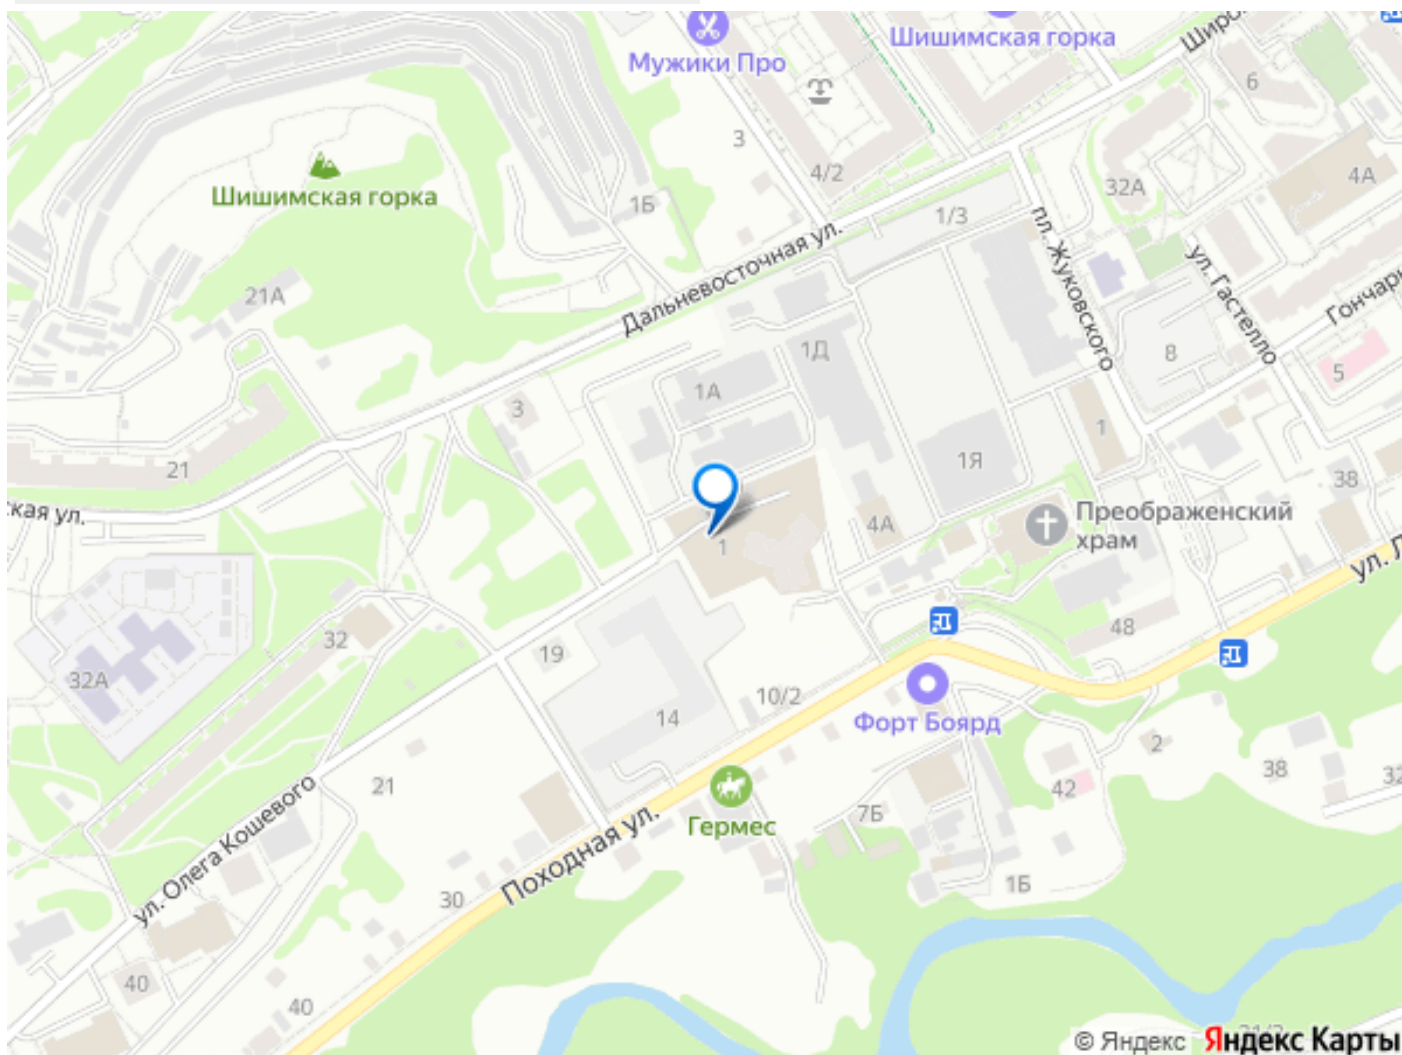 Мужики Про
Шишимская горка
6
3
4/2
32А
4А
Шишимская горка
1Б
1/3
пл. Жуковского
ул. Гастелло
21А
Дальневосточная ул.
1Д
8
5
1А
3
1
1Я
21
38
Преображенский
храм
4А
1
48
32
19
32А
10/2
14
Форт Боярд
2
38
42
21
7Б
Гермес
ул. Олега Кошевого
Походная ул.
30
1Б
40
40
© Яндекс Яндекс Карты